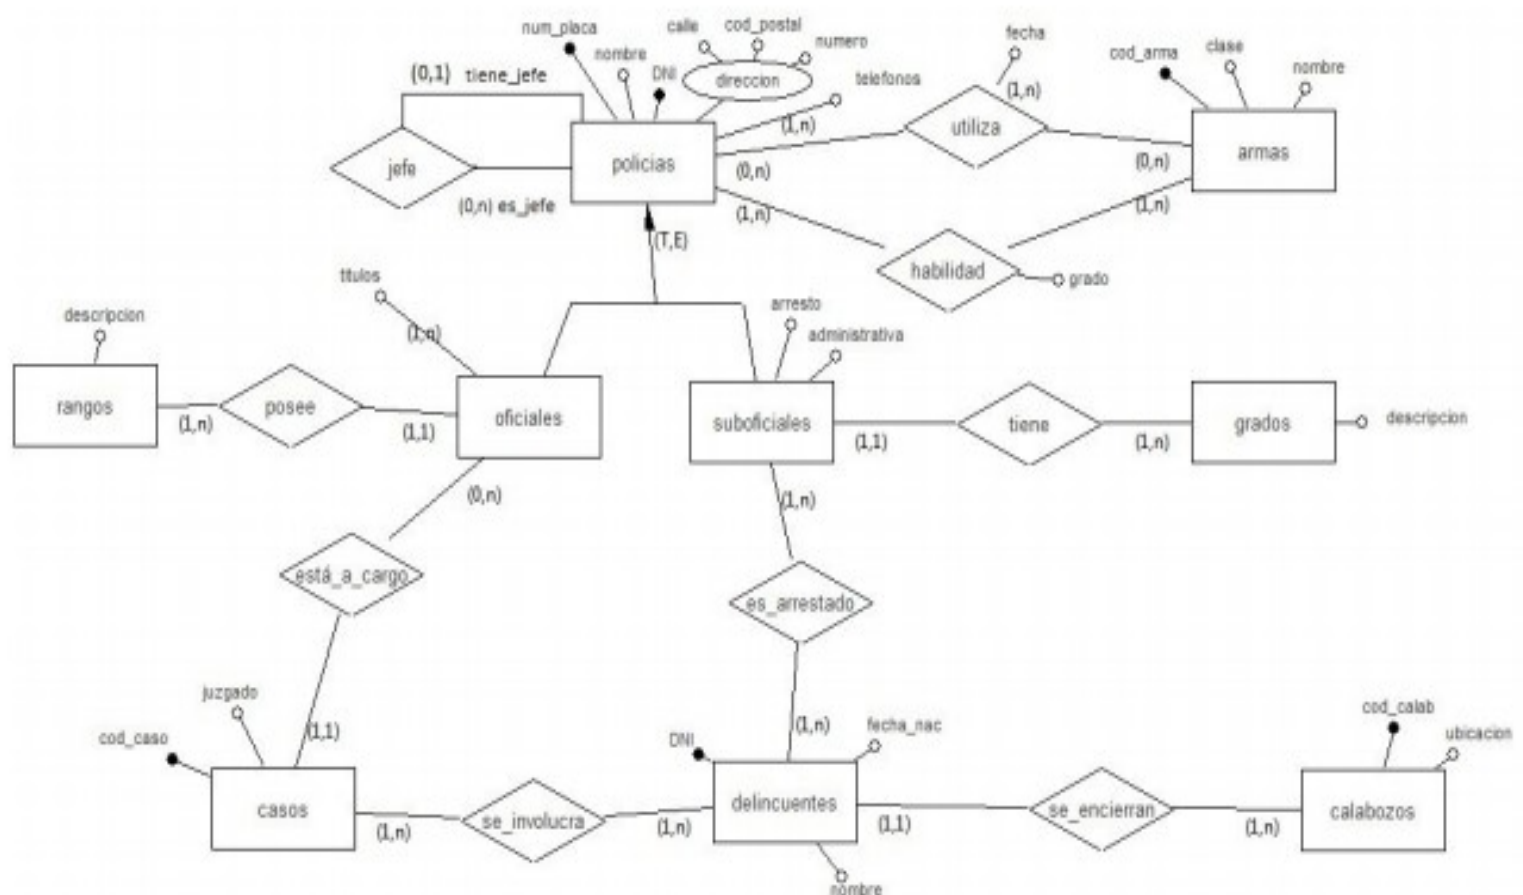 num_placa
nombre
DNI
calle
cod_postal
numero
direccion
telefonos
(1,n)
(0,1) tiene_jefe
jefe
(0,n) es_jefe
policias
(0,n)
(1,n)
fecha
(1,n)
utiliza
(0,n)
cod_arma
clase
nombre
armas
(1,n)
habilidad
grado
(T,E)
titulos
(1,n)
arresto
administrativa
descripcion
rangos
(1,n)
posee
(1,1)
oficiales
suboficiales
(1,1)
tiene
(1,n)
grados
descripcion
(0,n)
(1,n)
está_a_cargo
es_arrestado
juzgado
cod_caso
(1,1)
casos
(1,n)
se_involucra
(1,n)
DNI
(1,n)
fecha_nac
delincuentes
nombre
(1,1)
se_encierran
(1,n)
cod_calab
ubicacion
calabozos